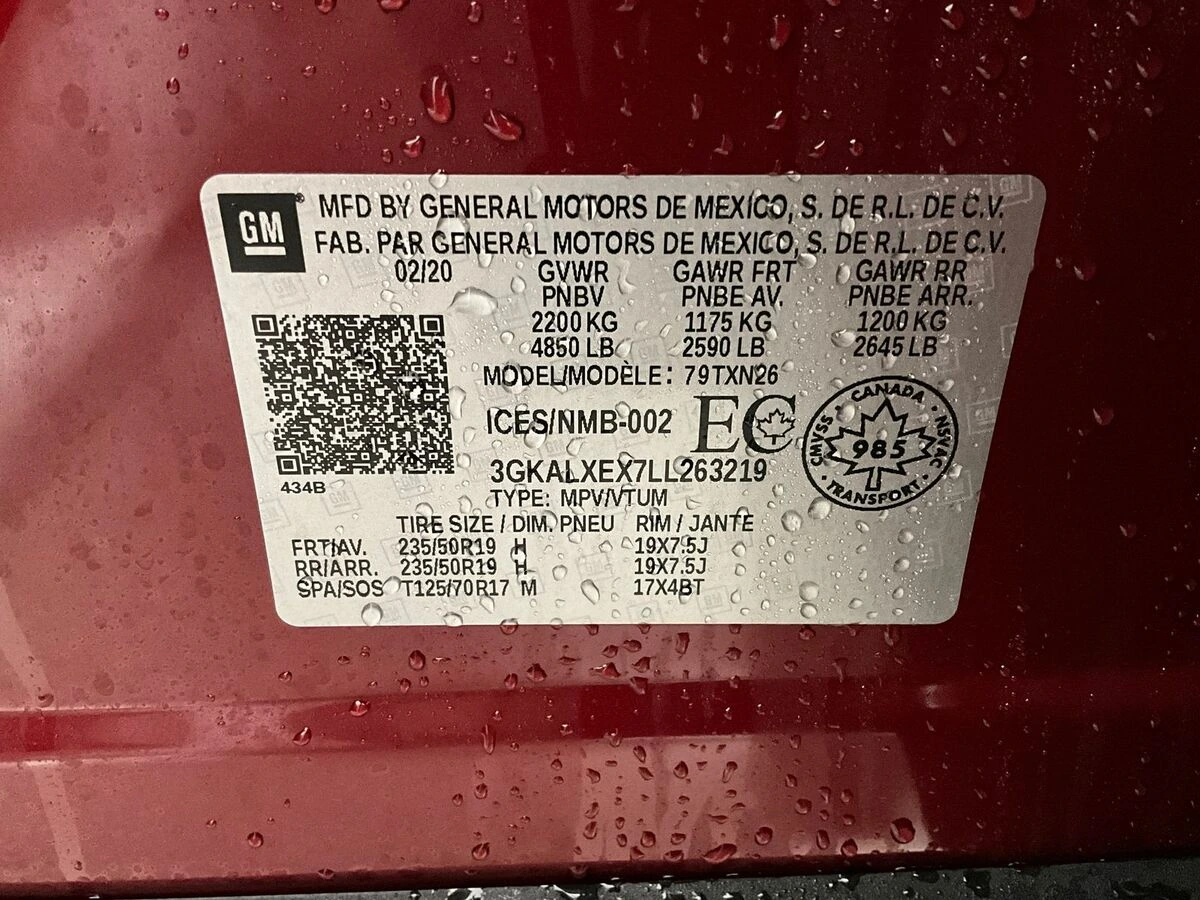 GM
MFD BY GENERAL MOTORS DE MEXICO, S. DE R.L. DE C.V.
FAB. PAR GENERAL MOTORS DE MEXICO, S. DE R.L. DE C.V.
02/20 GVWR GAWR FRT GAWR RR
PNBV PNBE AV. PNBE ARR.
2200 KG 1175 KG 1200 KG
4850 LB 2590 LB 2645 LB
MODEL/MODÈLE: 79TXN26
ICES/NMB-002 EC
CANADA
CMVSS 985 NSVAC
TRANSPORT
3GKALXEX7LL263219
434B
TYPE: MPV/VTUM
TIRE SIZE / DIM. PNEU RIM / JANTE
FRT/AV. 235/50R19 H 19X7.5J
RR/ARR. 235/50R19 H 19X7.5J
SPA/SOS T125/70R17 M 17X4BT